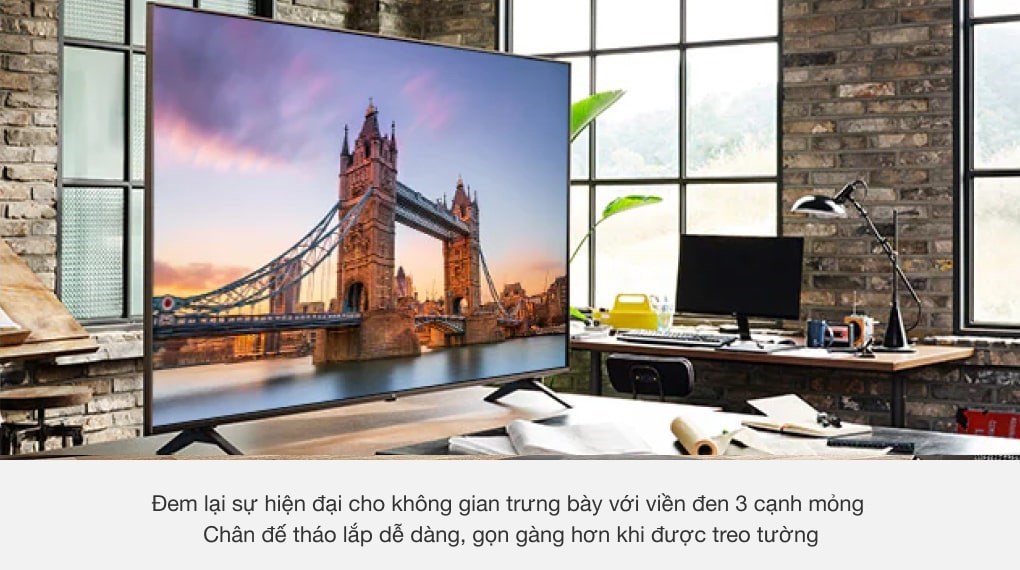 Đem lại sự hiện đại cho không gian trưng bày với viền đen 3 cạnh mỏng
Chân đế tháo lắp dễ dàng, gọn gàng hơn khi được treo tường